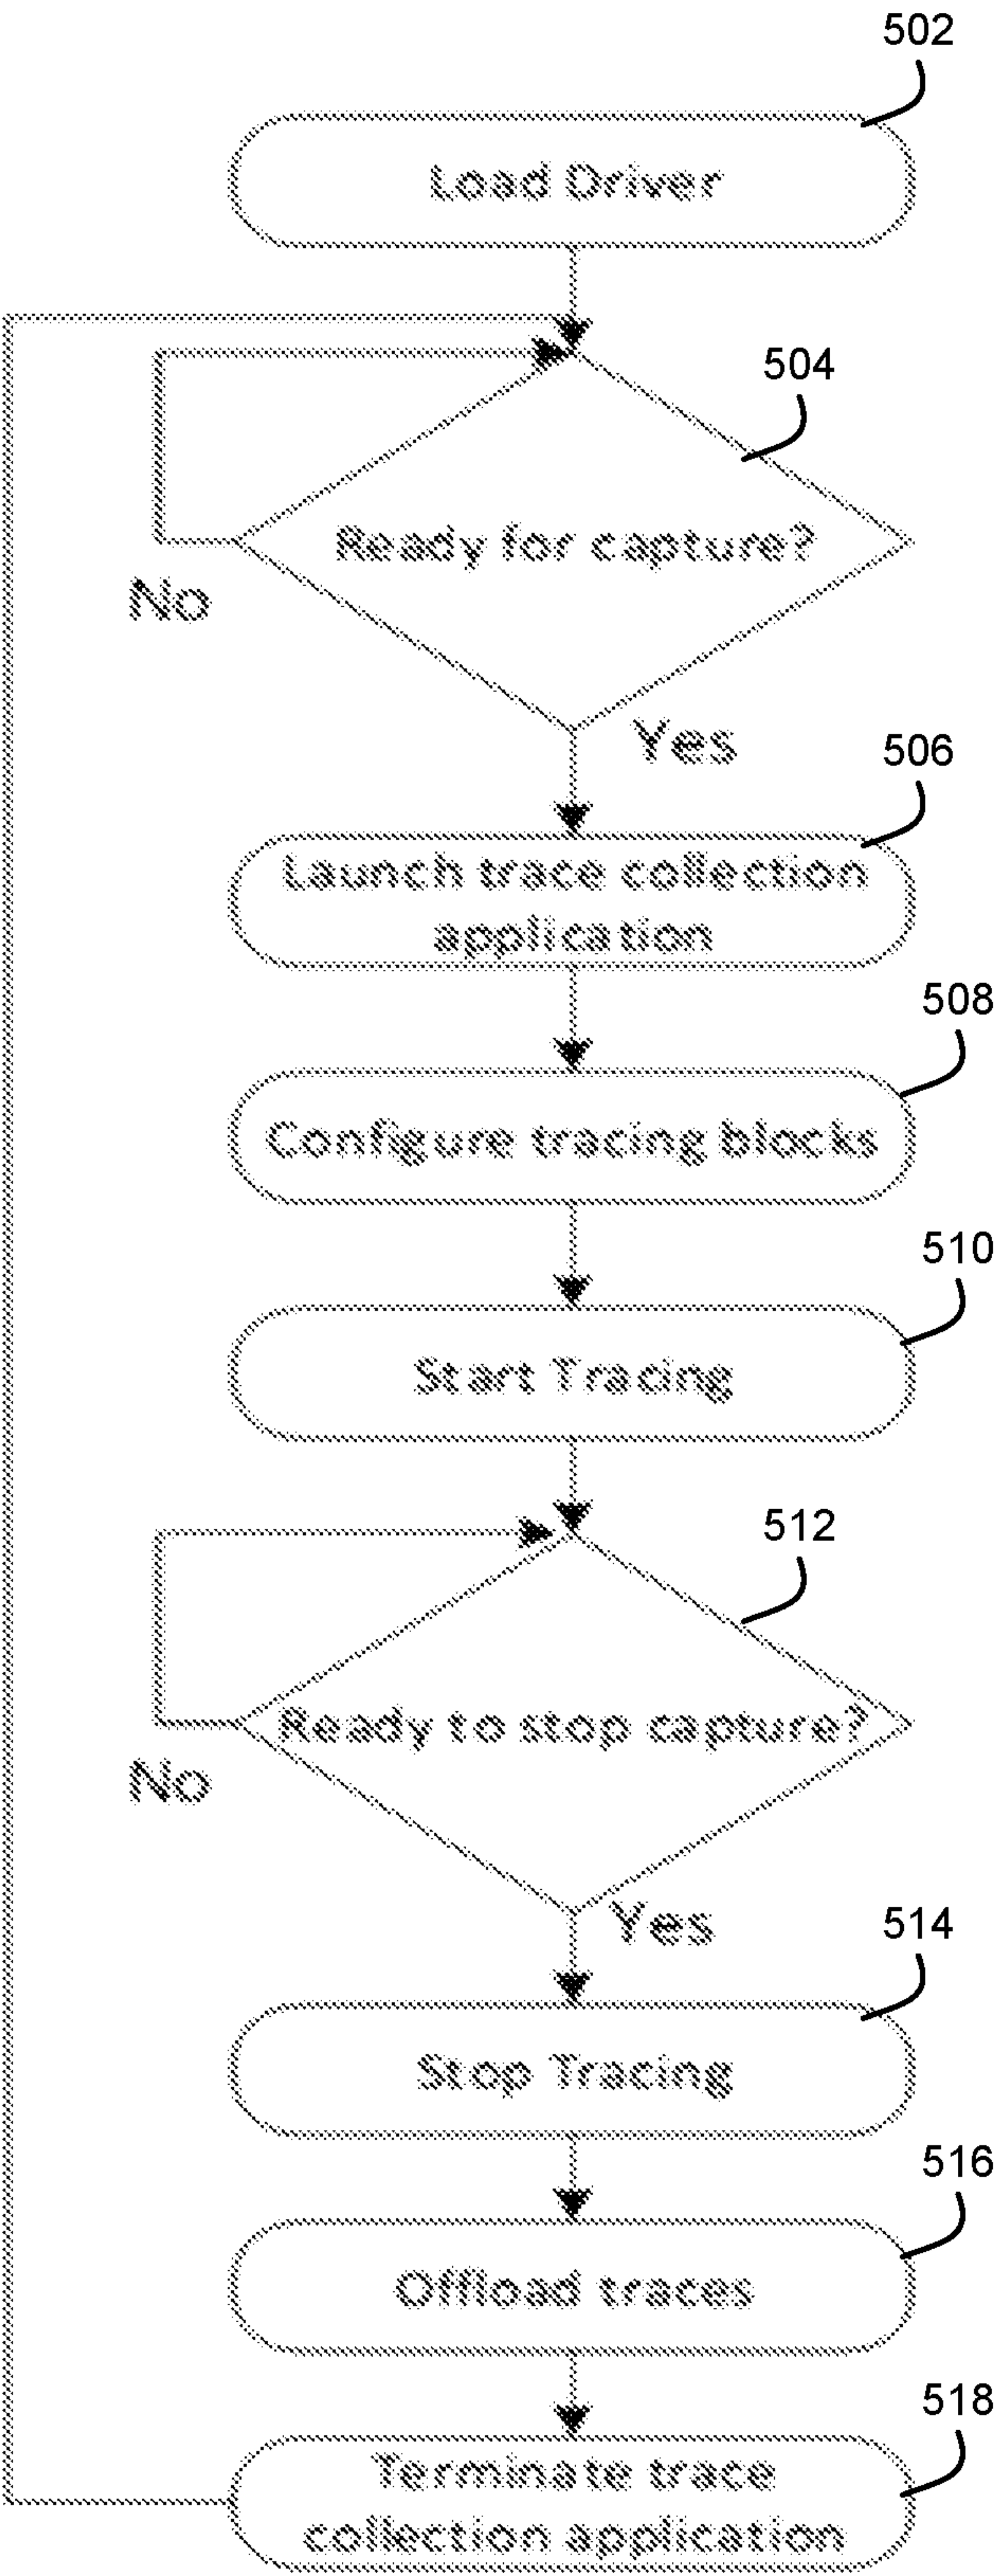 502
Load Driver
504
Ready for capture?
No
Yes
506
Launch trace collection
application
508
Configure tracing blocks
510
Start Tracing
512
Ready to stop capture?
No
Yes
514
Stop Tracing
516
Offload traces
518
Terminate trace
collection application